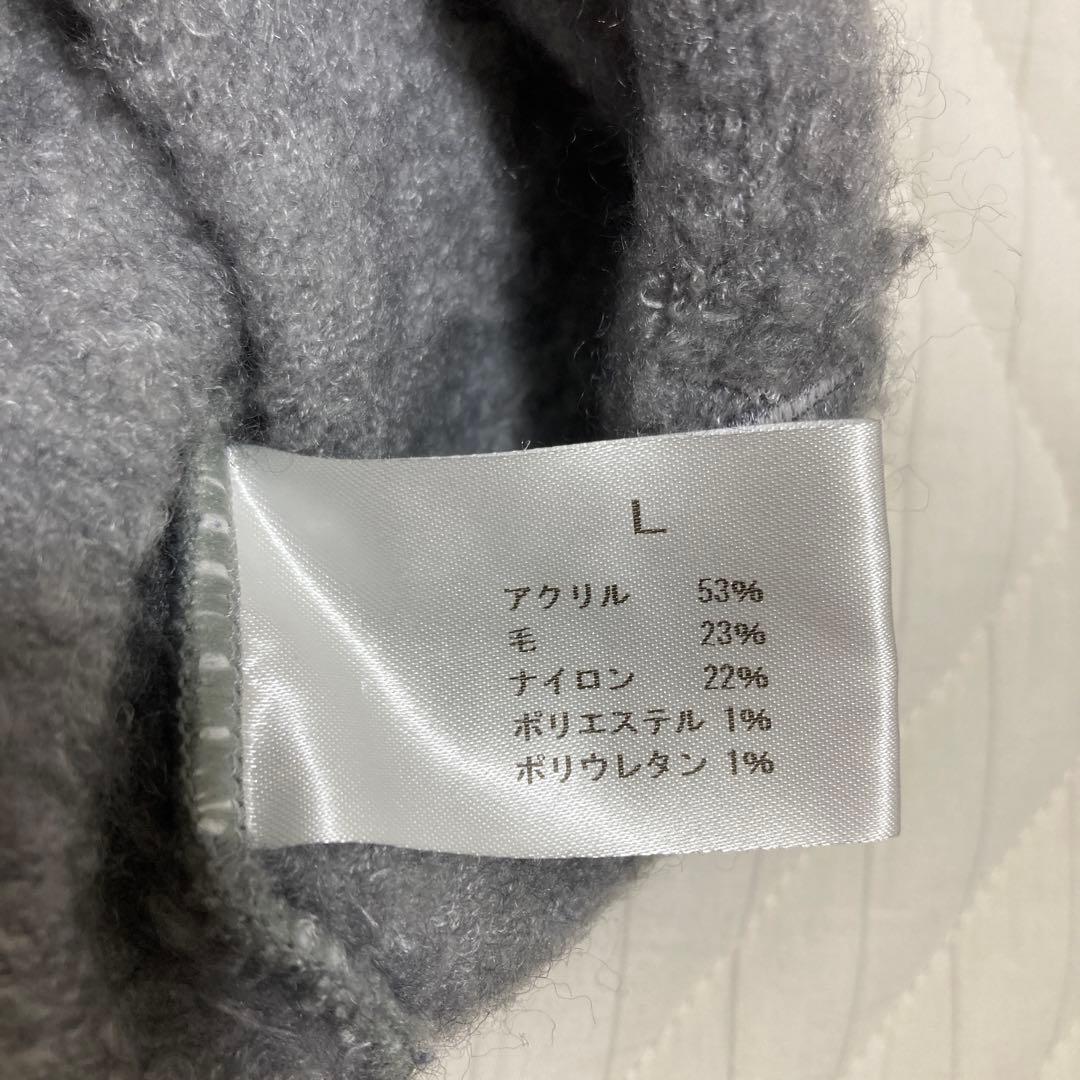 L
アクリル 53%
毛 23%
ナイロン 22%
ポリエステル 1%
ポリウレタン 1%